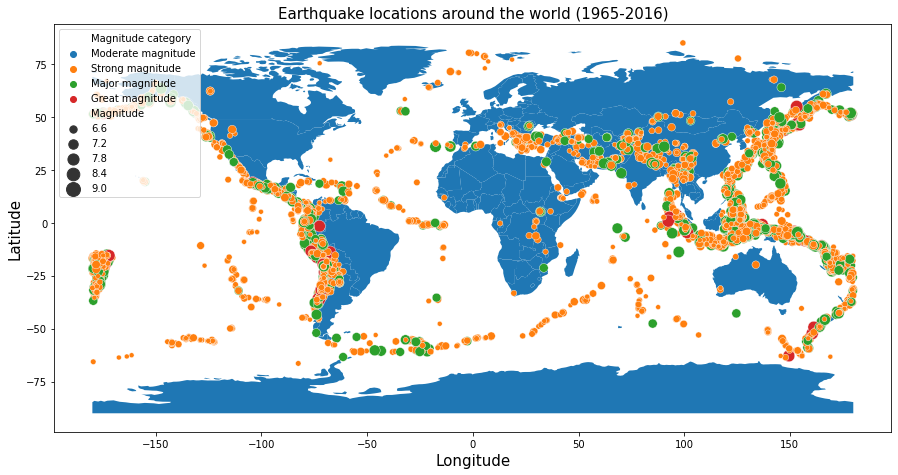 Earthquake locations around the world (1965-2016)
Magnitude category
Moderate magnitude
Strong magnitude
Major magnitude
Great magnitude
Magnitude
6.6
7.2
7.8
8.4
9.0
Latitude
75
50
25
0
−25
−50
−75
−150
−100
−50
0
50
100
150
Longitude